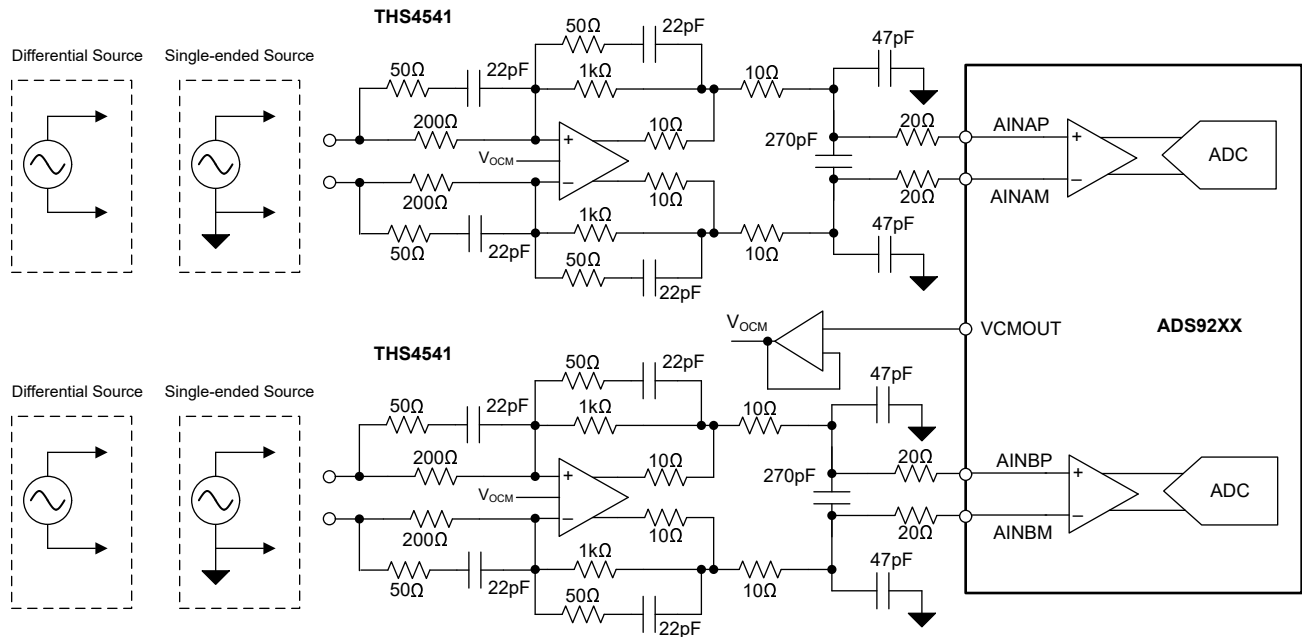 THS4541
Differential Source
Single-ended Source
50Ω
22pF
50Ω
22pF
1kΩ
200Ω
10Ω
10Ω
47pF
270pF
20Ω
AINAP
+
ADC
VOCM
+
−
10Ω
200Ω
50Ω
22pF
1kΩ
50Ω
22pF
10Ω
20Ω
AINAM
−
47pF
VOCM
VCMOUT
ADS92XX
THS4541
Differential Source
Single-ended Source
50Ω
22pF
50Ω
22pF
1kΩ
200Ω
10Ω
10Ω
47pF
270pF
20Ω
AINBP
+
ADC
VOCM
+
−
10Ω
200Ω
50Ω
22pF
1kΩ
50Ω
22pF
10Ω
20Ω
AINBM
−
47pF